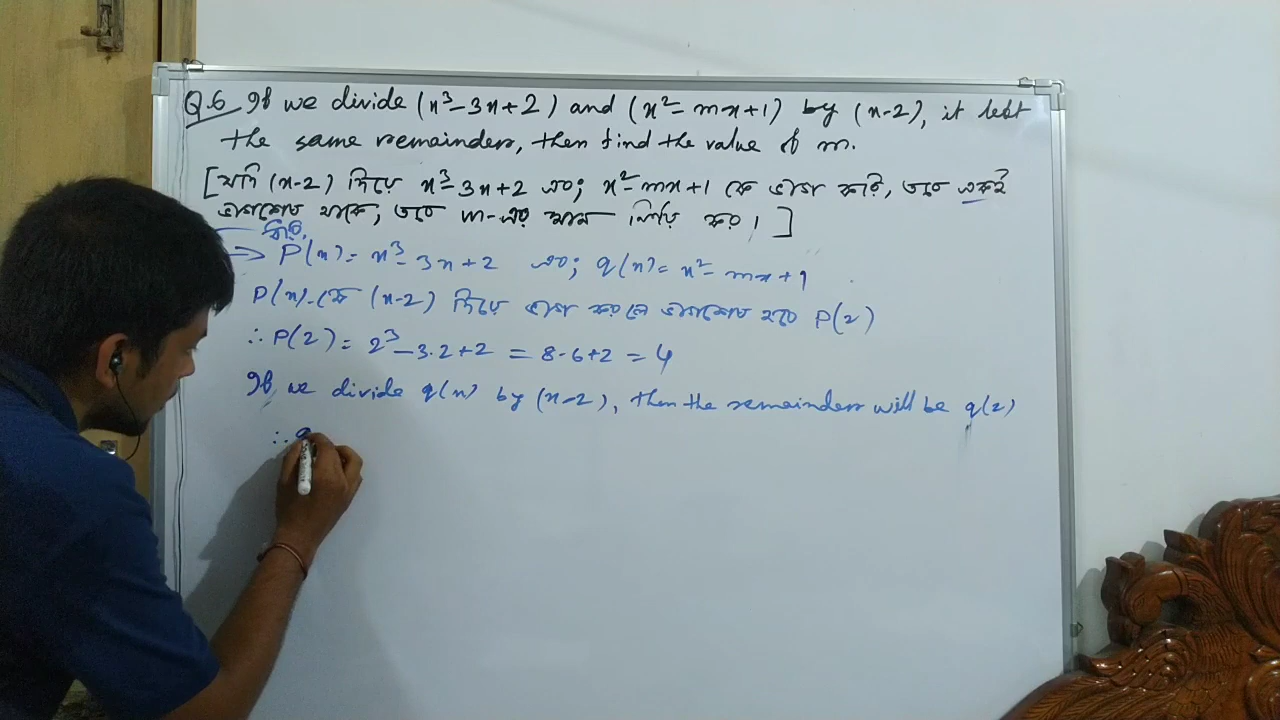 Q.6 If we divide (x³-3x+2) and (x²-mx+1) by (x-2), it left
the same remainder, then find the value of m.
[যদি (x-2) দিয়ে x³-3x+2 এবং x²-mx+1 কে ভাগ করি, তবে একই
ভাগশেষ থাকে, তবে m-এর মান নির্ণয় কর।]
ধরি,
⇒ P(x) = x³-3x+2 এবং q(x) = x²-mx+1
P(x)-কে (x-2) দিয়ে ভাগ করলে ভাগশেষ হবে P(2)
∴ P(2) = 2³-3.2+2 = 8-6+2 = 4
If we divide q(x) by (x-2), then the remainder will be q(2)
∴